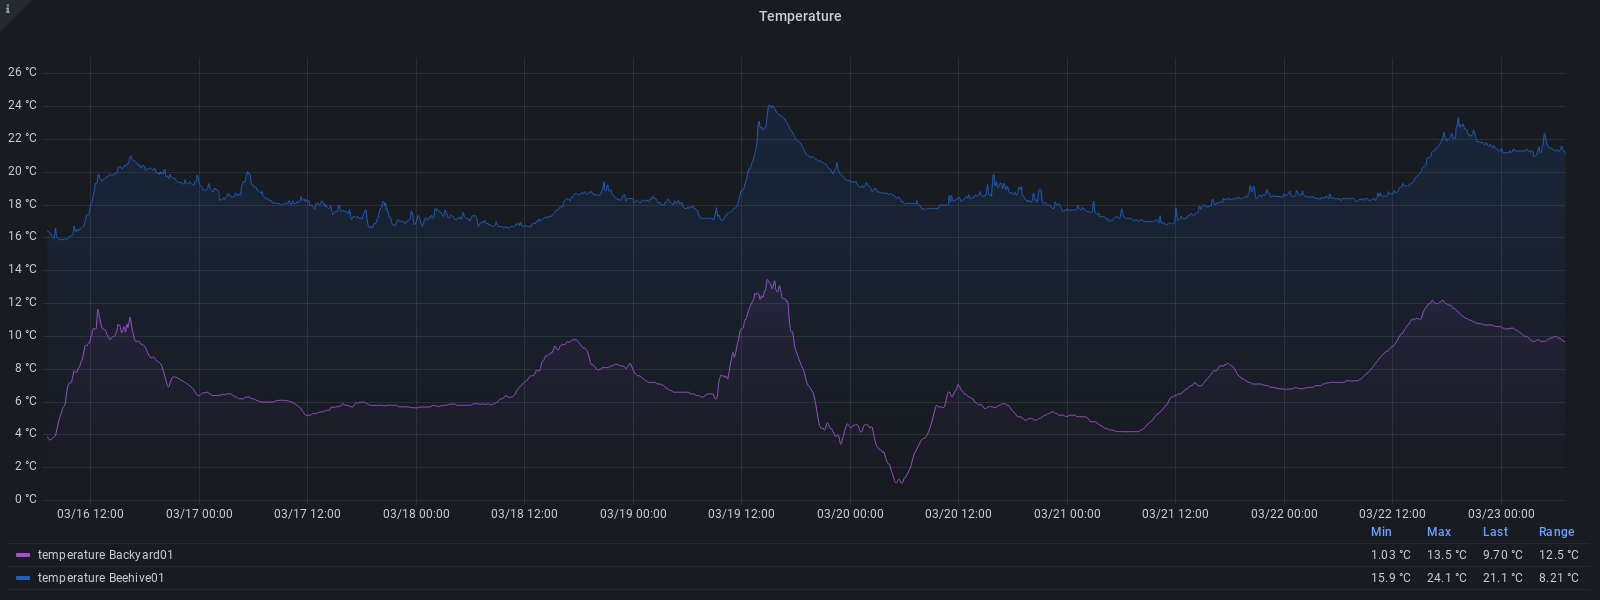 i
Temperature
26 °C
24 °C
22 °C
20 °C
18 °C
16 °C
14 °C
12 °C
10 °C
8 °C
6 °C
4 °C
2 °C
0 °C
03/16 12:00 03/17 00:00 03/17 12:00 03/18 00:00 03/18 12:00 03/19 00:00 03/19 12:00 03/20 00:00 03/20 12:00 03/21 00:00 03/21 12:00 03/22 00:00 03/22 12:00 03/23 00:00
Min Max Last Range
temperature Backyard01 1.03 °C 13.5 °C 9.70 °C 12.5 °C
temperature Beehive01 15.9 °C 24.1 °C 21.1 °C 8.21 °C